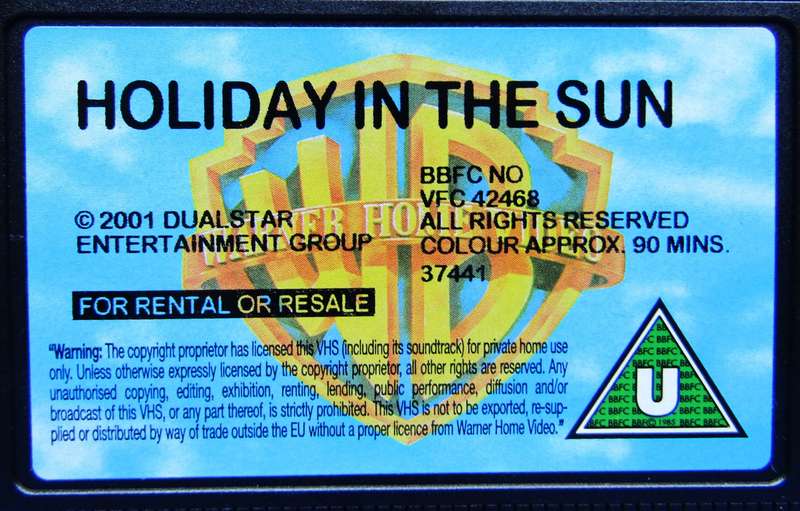 HOLIDAY IN THE SUN
BBFC NO
VFC 42468
© 2001 DUALSTAR
ENTERTAINMENT GROUP
ALL RIGHTS RESERVED
COLOUR APPROX. 90 MINS.
37441
WARNER HOME
WB
FOR RENTAL OR RESALE
"Warning: The copyright proprietor has licensed this VHS (including its soundtrack) for private home use
only. Unless otherwise expressly licensed by the copyright proprietor, all other rights are reserved. Any
unauthorised copying, editing, exhibition, renting, lending, public performance, diffusion and/or
broadcast of this VHS, or any part thereof, is strictly prohibited. This VHS is not to be exported, re-sup-
plied or distributed by way of trade outside the EU without a proper licence from Warner Home Video."
U
BBFC © 1985